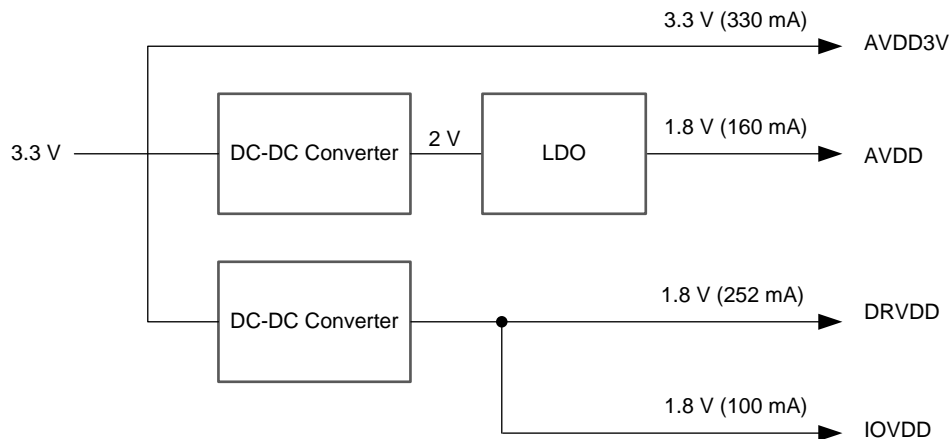 3.3 V (330 mA)
AVDD3V
3.3 V
DC-DC Converter
2 V
LDO
1.8 V (160 mA)
AVDD
DC-DC Converter
1.8 V (252 mA)
DRVDD
1.8 V (100 mA)
IOVDD